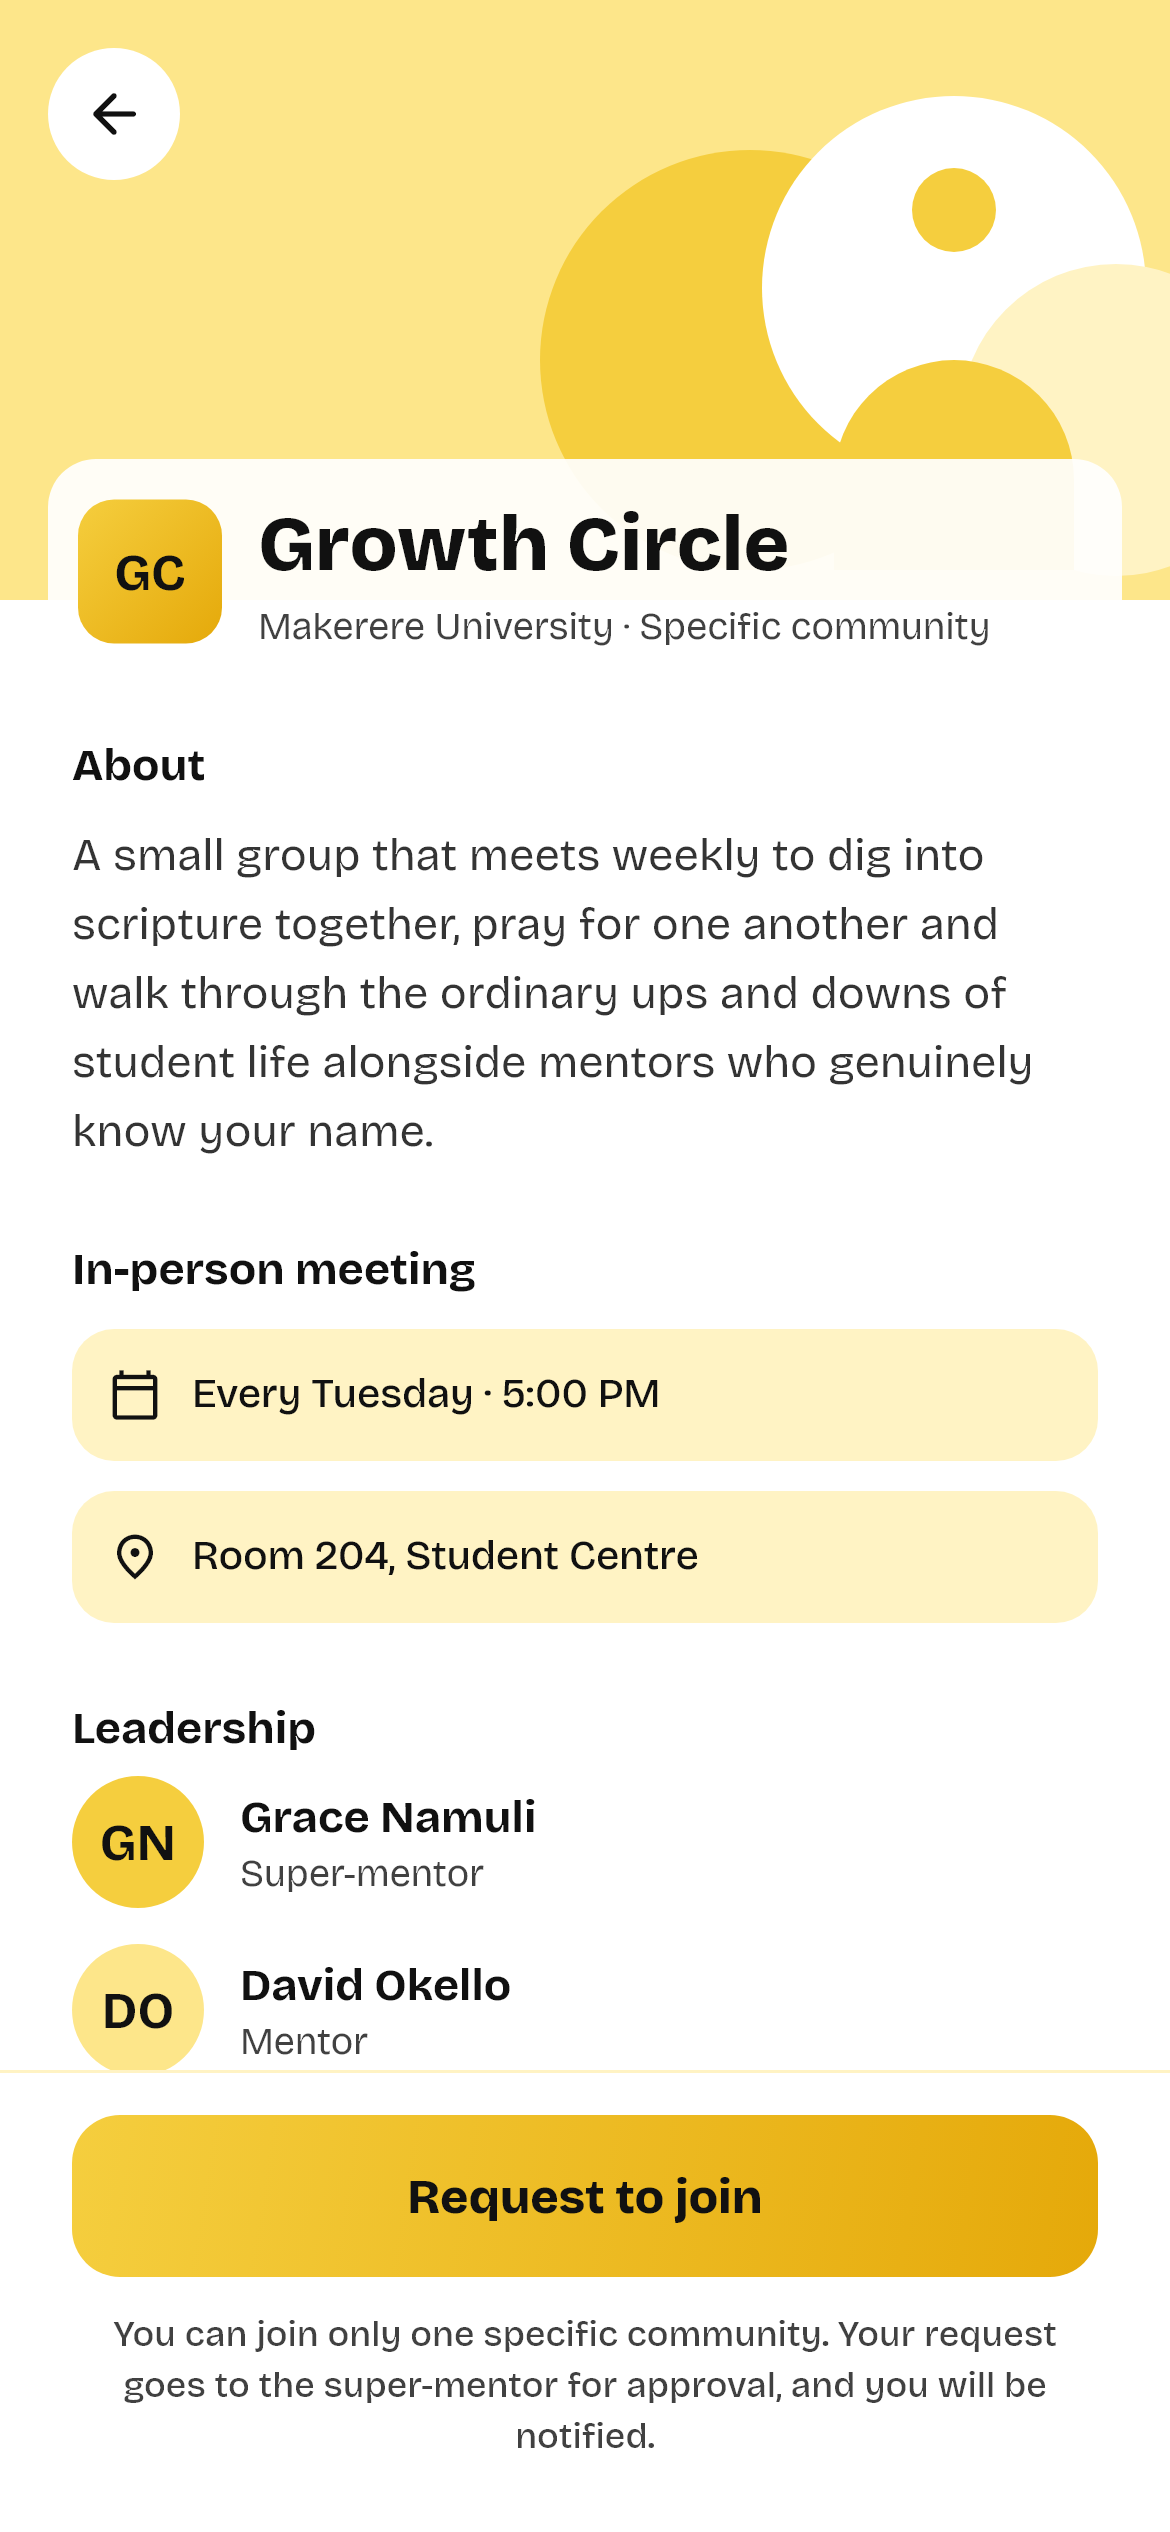 GC
Growth Circle
Makerere University · Specific community
About
A small group that meets weekly to dig into
scripture together, pray for one another and
walk through the ordinary ups and downs of
student life alongside mentors who genuinely
know your name.
In-person meeting
Every Tuesday · 5:00 PM
Room 204, Student Centre
Leadership
GN
Grace Namuli
Super-mentor
DO
David Okello
Mentor
Request to join
You can join only one specific community. Your request
goes to the super-mentor for approval, and you will be
notified.